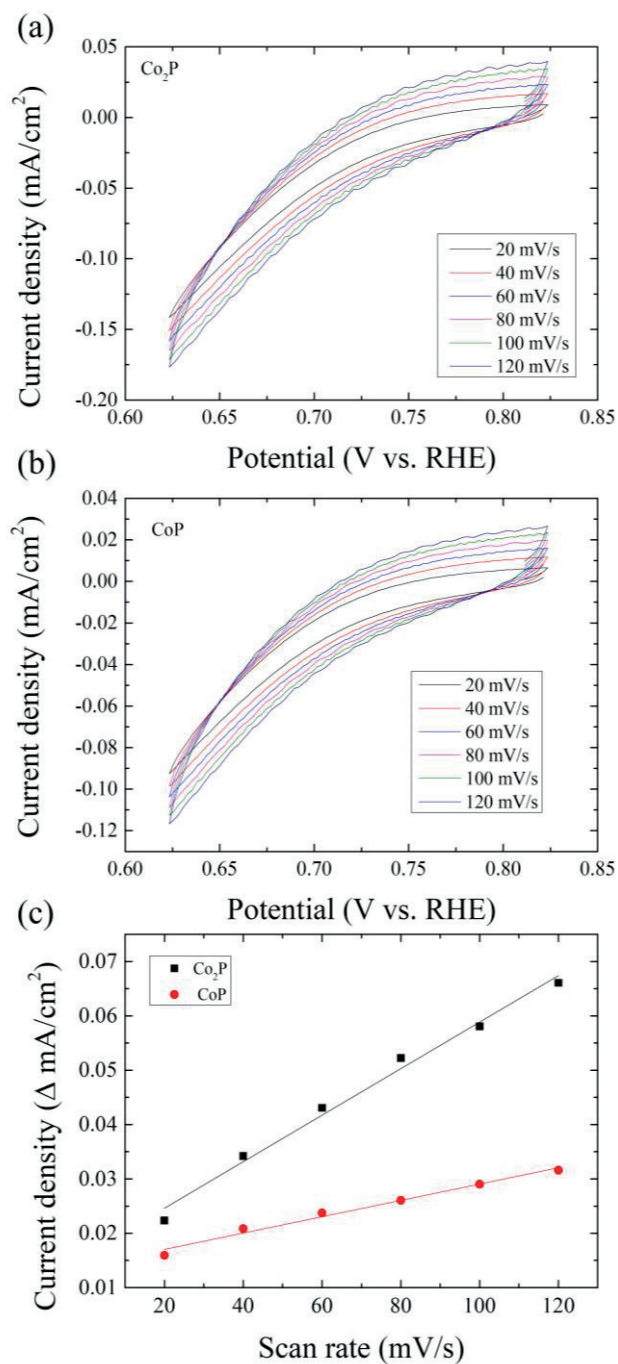 (a)
0.05
Co₂P
0.00
-0.05
-0.10
-0.15
-0.20
20 mV/s
40 mV/s
60 mV/s
80 mV/s
100 mV/s
120 mV/s
0.60 0.65 0.70 0.75 0.80 0.85
Current density (mA/cm²)
Potential (V vs. RHE)
(b)
0.04
CoP
0.02
0.00
-0.02
-0.04
-0.06
-0.08
-0.10
-0.12
20 mV/s
40 mV/s
60 mV/s
80 mV/s
100 mV/s
120 mV/s
0.60 0.65 0.70 0.75 0.80 0.85
Current density (mA/cm²)
Potential (V vs. RHE)
(c)
0.07
Co₂P
CoP
0.06
0.05
0.04
0.03
0.02
0.01
20 40 60 80 100 120
Current density (Δ mA/cm²)
Scan rate (mV/s)